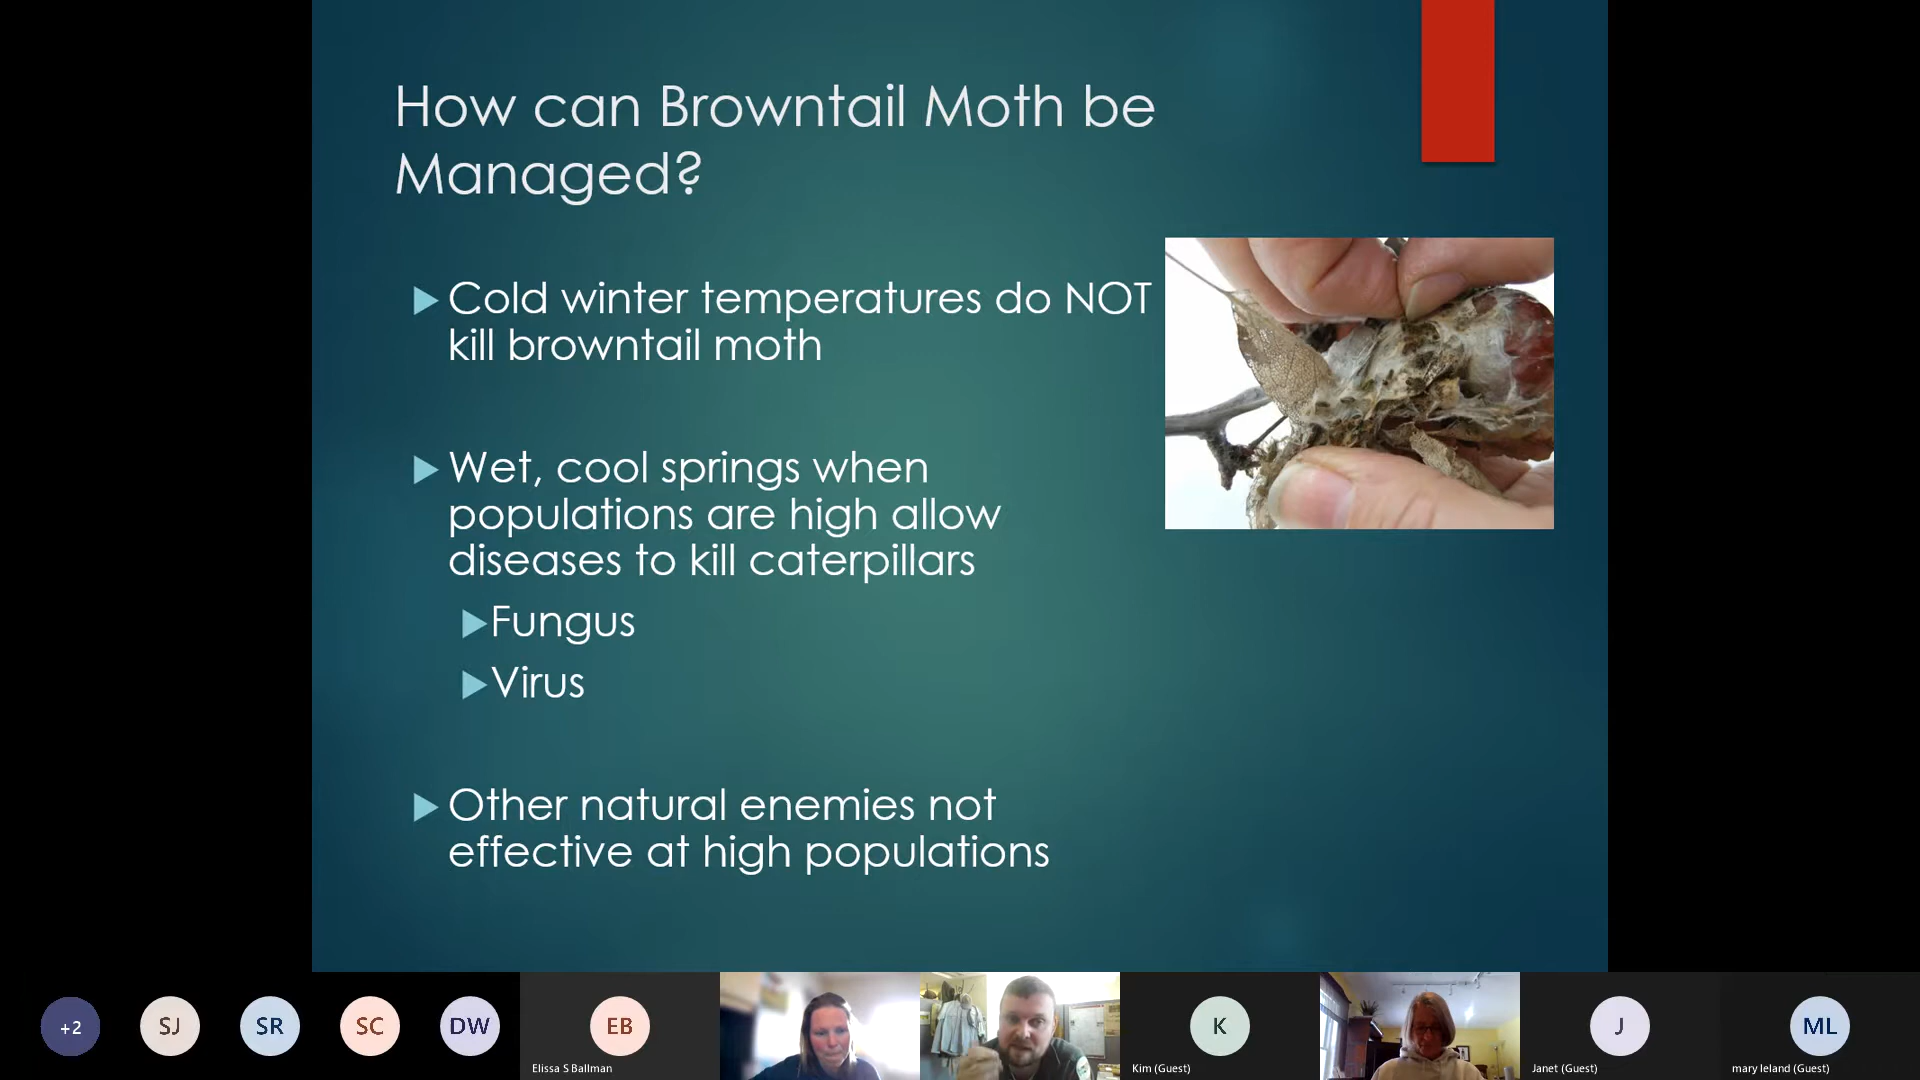 How can Browntail Moth be
Managed?
Cold winter temperatures do NOT
kill browntail moth
Wet, cool springs when
populations are high allow
diseases to kill caterpillars
Fungus
Virus
Other natural enemies not
effective at high populations
+2
SJ
SR
SC
DW
EB
Elissa S Ballman
K
Kim (Guest)
J
Janet (Guest)
ML
mary leland (Guest)